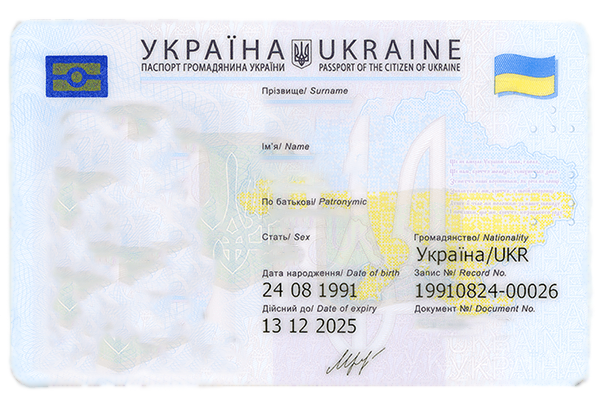 УКРАЇНА UKRAINE
ПАСПОРТ ГРОМАДЯНИНА УКРАЇНИ PASSPORT OF THE CITIZEN OF UKRAINE
Прізвище/ Surname
Ім'я/ Name
По батькові/ Patronymic
Стать/ Sex
Громадянство/ Nationality
Україна/UKR
Дата народження/ Date of birth
Запис №/ Record No.
24 08 1991
19910824-00026
Дійсний до/ Date of expiry
Документ №/ Document No.
13 12 2025